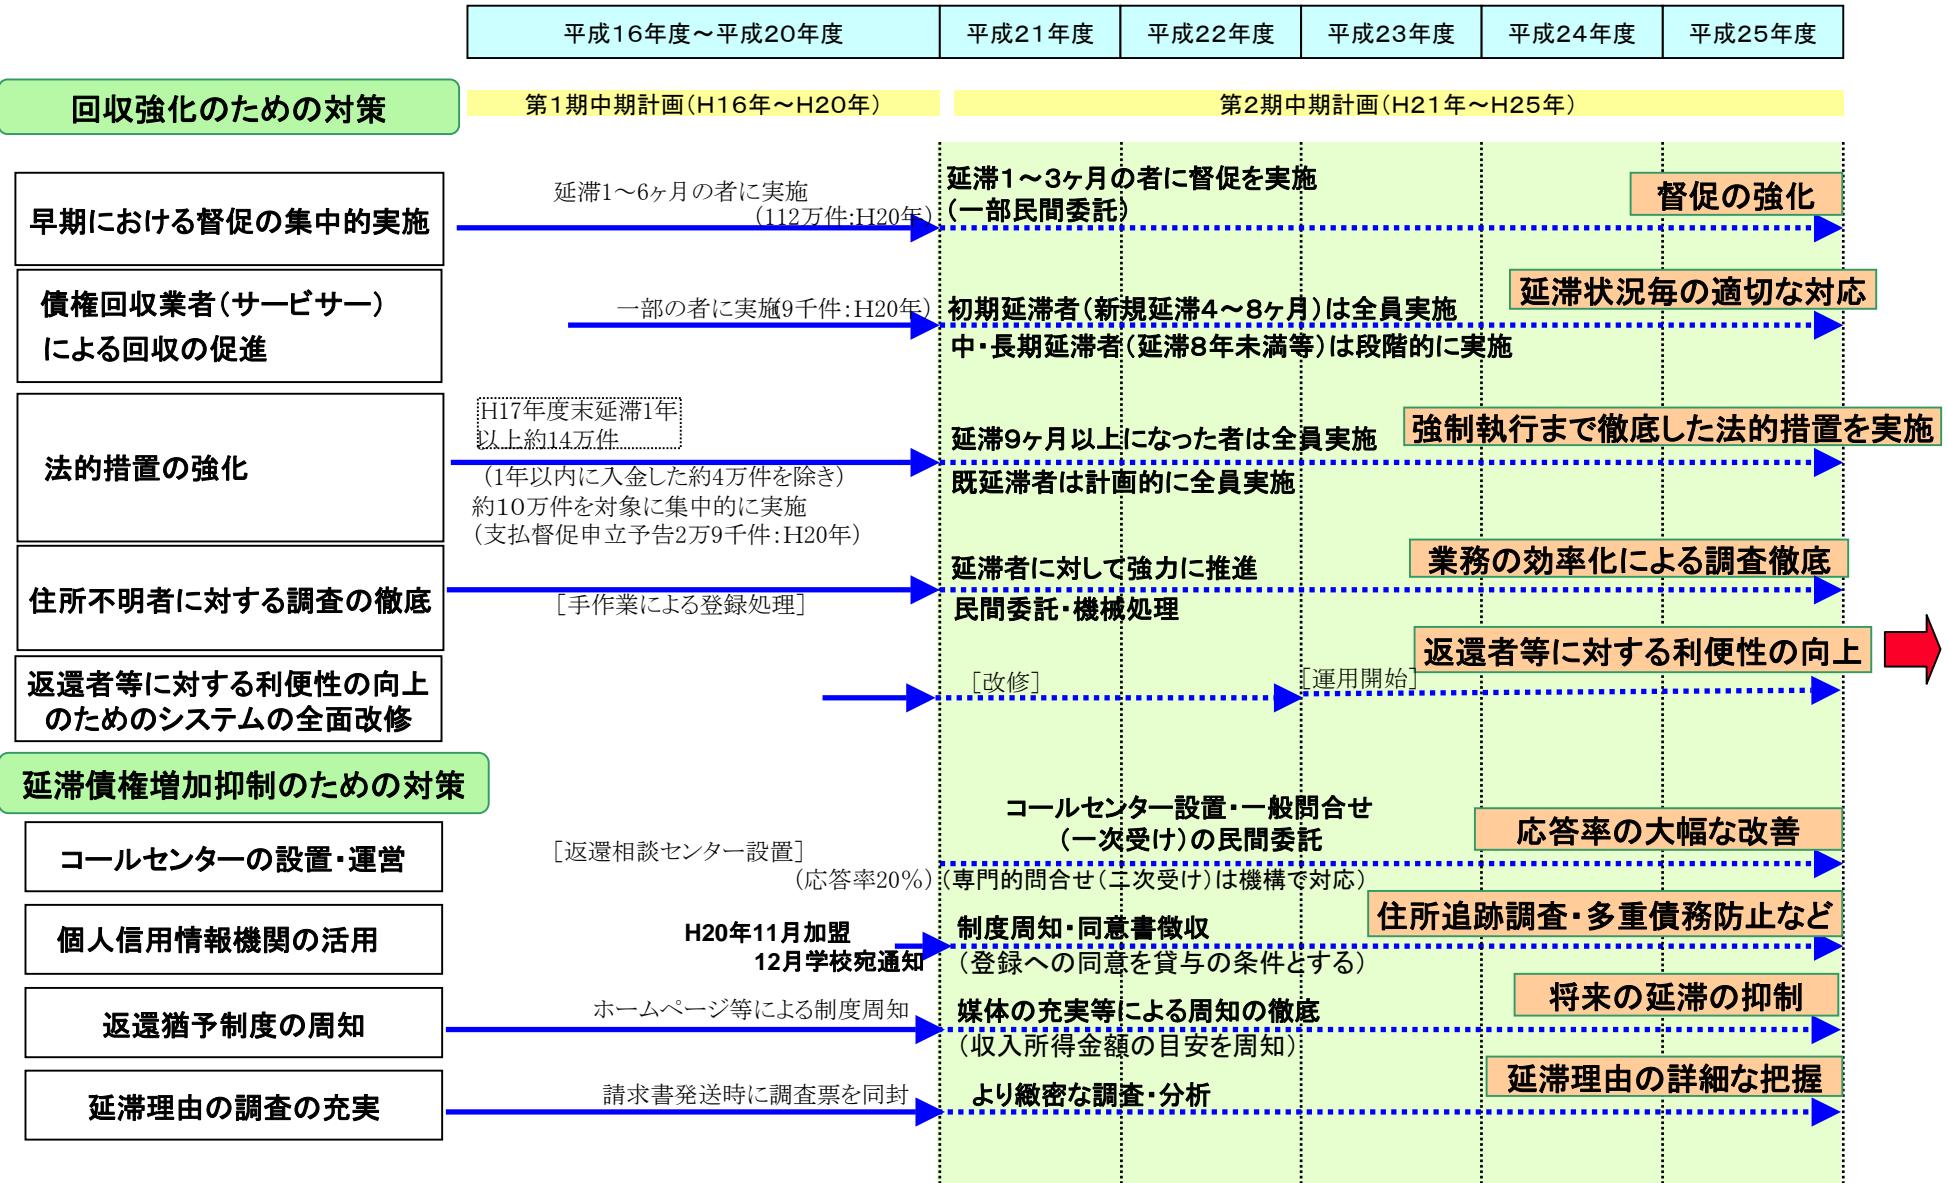 平成16年度～平成20年度
平成21年度
平成22年度
平成23年度
平成24年度
平成25年度
回収強化のための対策
第1期中期計画(H16年～H20年)
第2期中期計画(H21年～H25年)
早期における督促の集中的実施
延滞1～6ヶ月の者に実施
(112万件:H20年)
延滞1～3ヶ月の者に督促を実施
(一部民間委託)
督促の強化
債権回収業者(サービサー)
による回収の促進
一部の者に実施(9千件:H20年)
初期延滞者(新規延滞4～8ヶ月)は全員実施
中・長期延滞者(延滞8年未満等)は段階的に実施
延滞状況毎の適切な対応
法的措置の強化
H17年度末延滞1年
以上約14万件
(1年以内に入金した約4万件を除き)
約10万件を対象に集中的に実施
(支払督促申立予告2万9千件:H20年)
延滞9ヶ月以上になった者は全員実施
既延滞者は計画的に全員実施
強制執行まで徹底した法的措置を実施
住所不明者に対する調査の徹底
[手作業による登録処理]
延滞者に対して強力に推進
民間委託・機械処理
業務の効率化による調査徹底
返還者等に対する利便性の向上
のためのシステムの全面改修
[改修]
[運用開始]
返還者等に対する利便性の向上
延滞債権増加抑制のための対策
コールセンターの設置・運営
[返還相談センター設置]
(応答率20%)
コールセンター設置・一般問合せ
(一次受け)の民間委託
(専門的問合せ(二次受け)は機構で対応)
応答率の大幅な改善
個人信用情報機関の活用
H20年11月加盟
12月学校宛通知
制度周知・同意書徴収
(登録への同意を貸与の条件とする)
住所追跡調査・多重債務防止など
返還猶予制度の周知
ホームページ等による制度周知
媒体の充実等による周知の徹底
(収入所得金額の目安を周知)
将来の延滞の抑制
延滞理由の調査の充実
請求書発送時に調査票を同封
より緻密な調査・分析
延滞理由の詳細な把握